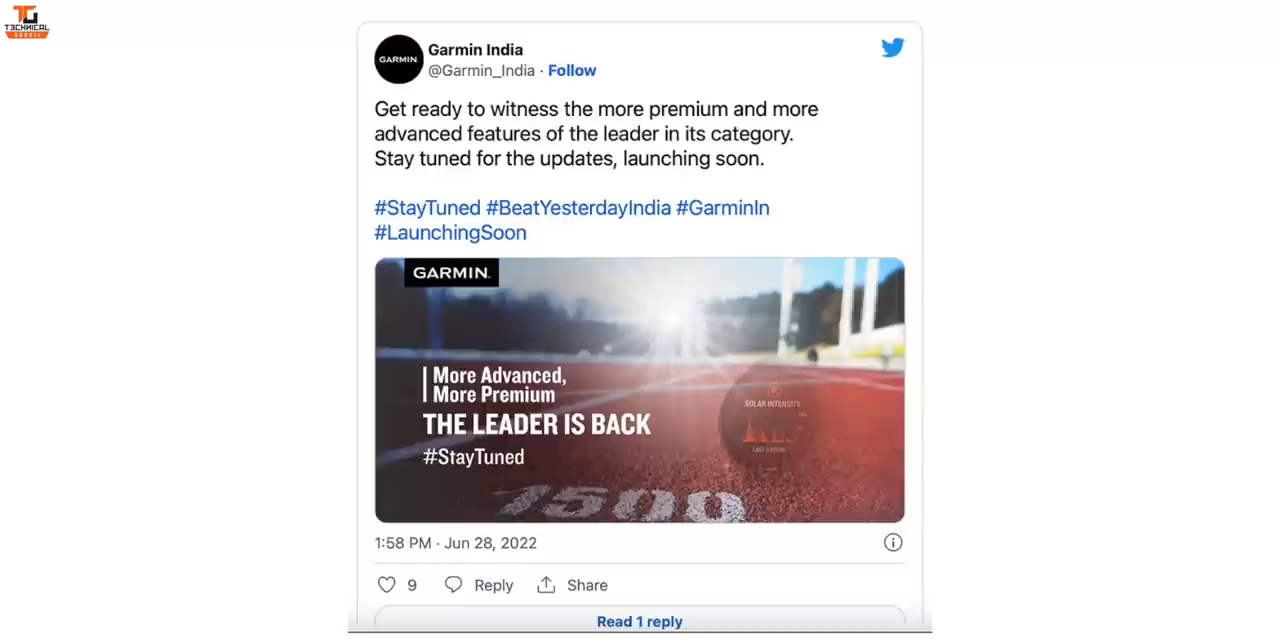 TECHNICAL
GARMIN
Garmin India
@Garmin_India · Follow
Get ready to witness the more premium and more
advanced features of the leader in its category.
Stay tuned for the updates, launching soon.
#StayTuned #BeatYesterdayIndia #GarminIn
#LaunchingSoon
GARMIN
More Advanced,
More Premium
THE LEADER IS BACK
#StayTuned
SOLAR INTENSITY
1500
1:58 PM · Jun 28, 2022
9 Reply Share
Read 1 reply